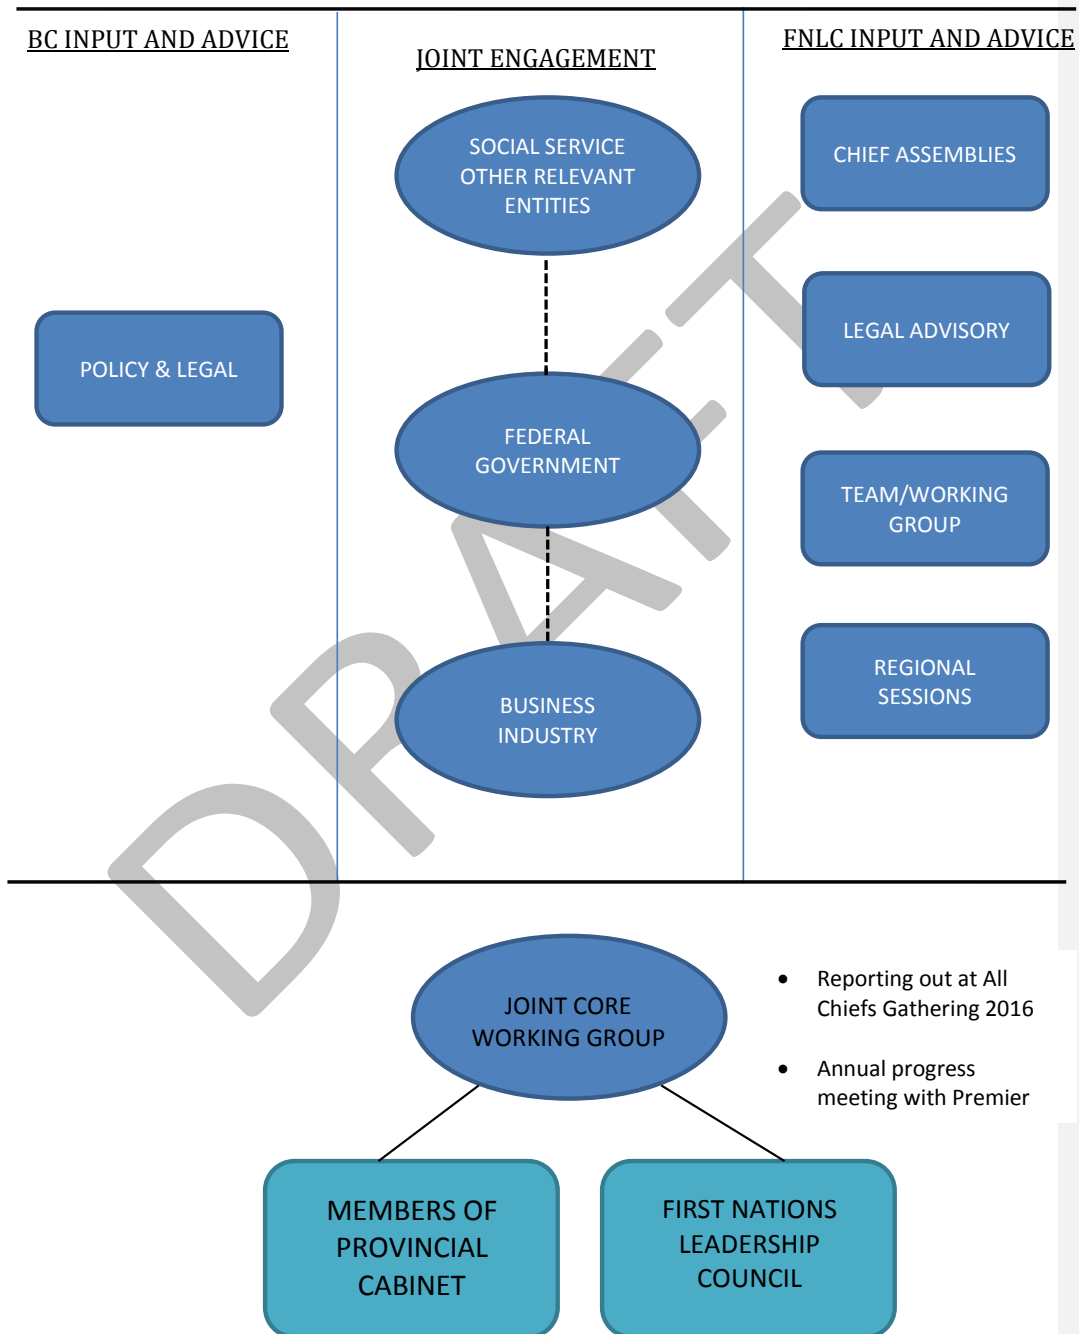 BC INPUT AND ADVICE
POLICY & LEGAL
JOINT ENGAGEMENT
SOCIAL SERVICE
OTHER RELEVANT
ENTITIES
FEDERAL
GOVERNMENT
BUSINESS
INDUSTRY
FNLC INPUT AND ADVICE
CHIEF ASSEMBLIES
LEGAL ADVISORY
TEAM/WORKING
GROUP
REGIONAL
SESSIONS
DRAFT
JOINT CORE
WORKING GROUP
• Reporting out at All
Chiefs Gathering 2016
• Annual progress
meeting with Premier
MEMBERS OF
PROVINCIAL
CABINET
FIRST NATIONS
LEADERSHIP
COUNCIL